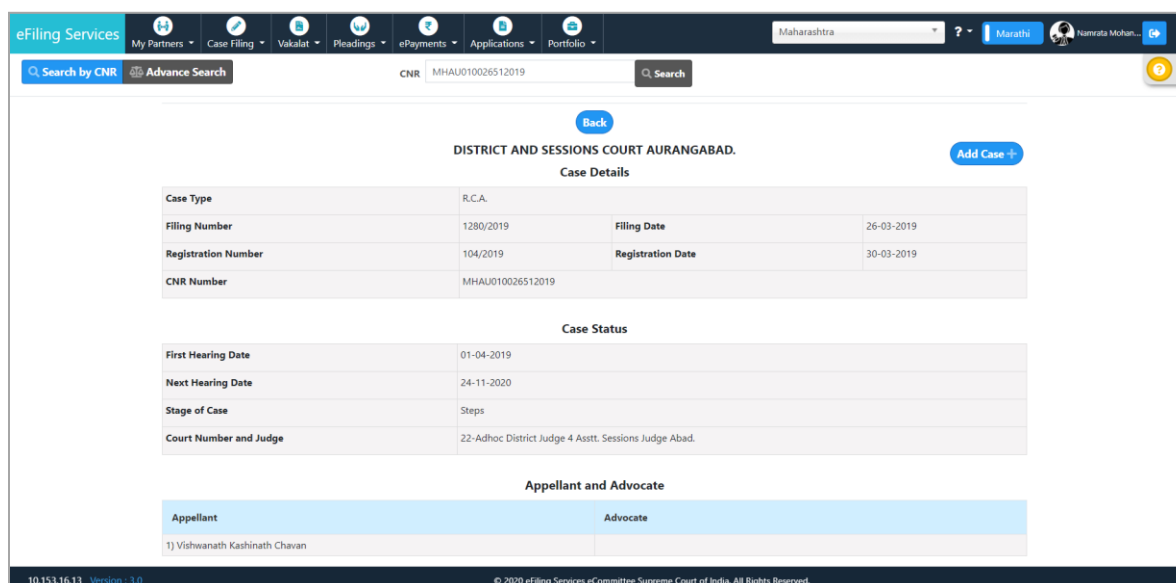 eFiling Services
My Partners Case Filing Vakalat Pleadings ePayments Applications Portfolio
Maharashtra
?
Marathi
Namrata Mohan...
Search by CNR Advance Search CNR MHAU010026512019 Search
Back
DISTRICT AND SESSIONS COURT AURANGABAD.
Add Case +
Case Details
Case Type R.C.A.
Filing Number 1280/2019 Filing Date 26-03-2019
Registration Number 104/2019 Registration Date 30-03-2019
CNR Number MHAU010026512019
Case Status
First Hearing Date 01-04-2019
Next Hearing Date 24-11-2020
Stage of Case Steps
Court Number and Judge 22-Adhoc District Judge 4 Asstt. Sessions Judge Abad.
Appellant and Advocate
Appellant Advocate
1) Vishwanath Kashinath Chavan
10.153.16.13 Version : 3.0 © 2020 eFiling Services eCommittee Supreme Court of India. All Rights Reserved.